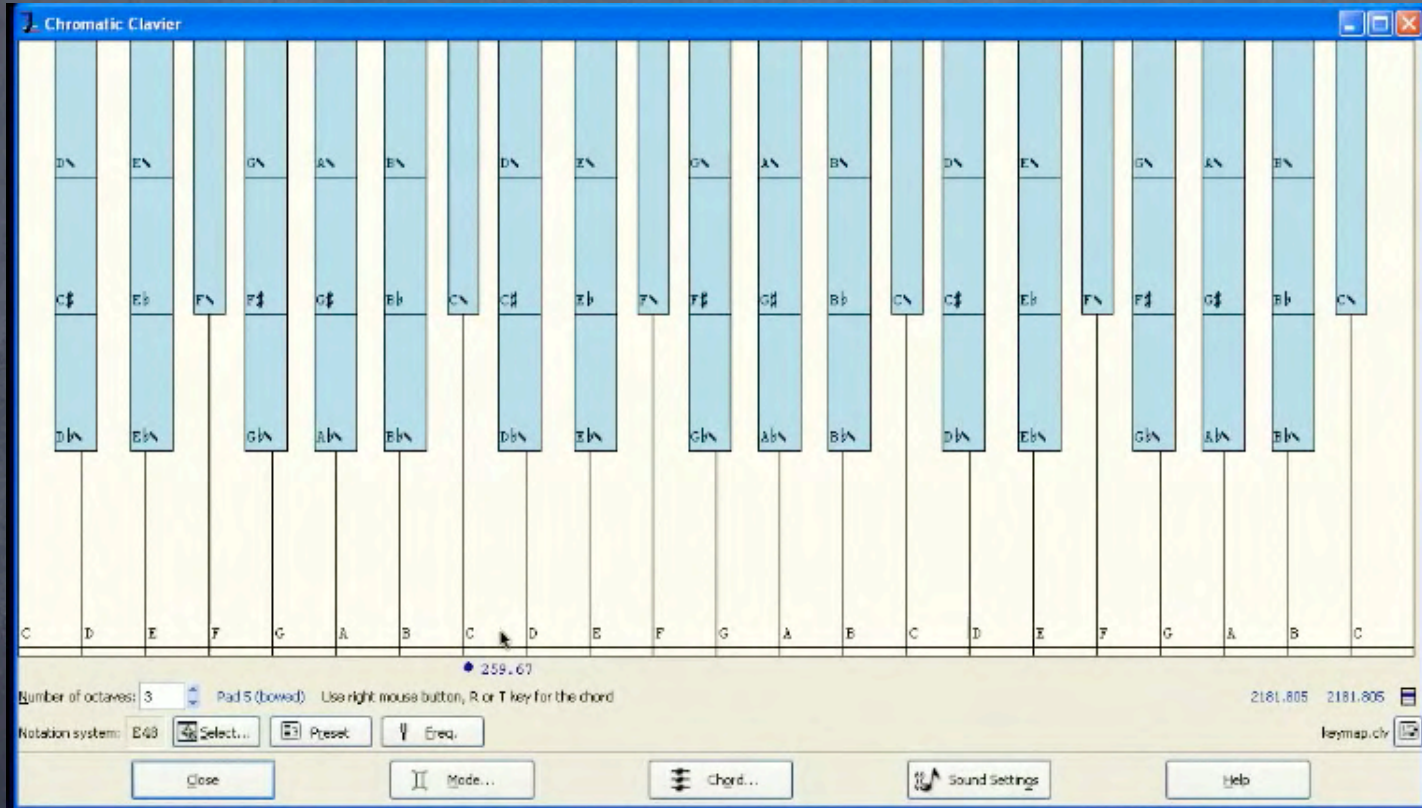 Chromatic Clavier
D\ E\ G\ A\ B\ D\ E\ G\ A\ B\ D\ E\ G\ A\ B\
C♯ E♭ F\ F♯ G♯ B♭ C\ C♯ E♭ F\ F♯ G♯ B♭ C\ C♯ E♭ F\ F♯ G♯ B♭ C\
D♭\ E♭\ G♭\ A♭\ B♭\ D♭\ E♭\ G♭\ A♭\ B♭\ D♭\ E♭\ G♭\ A♭\ B♭\
C D E F G A B C D E F G A B C D E F G A B C
259.67
Number of octaves: 3 Pad 5 (bowed) Use right mouse button, R or T key for the chord 2181.805 2181.805
Notation system: E48 Select... Preset Freq. keymap.clv
Close Mode... Chord... Sound Settings Help